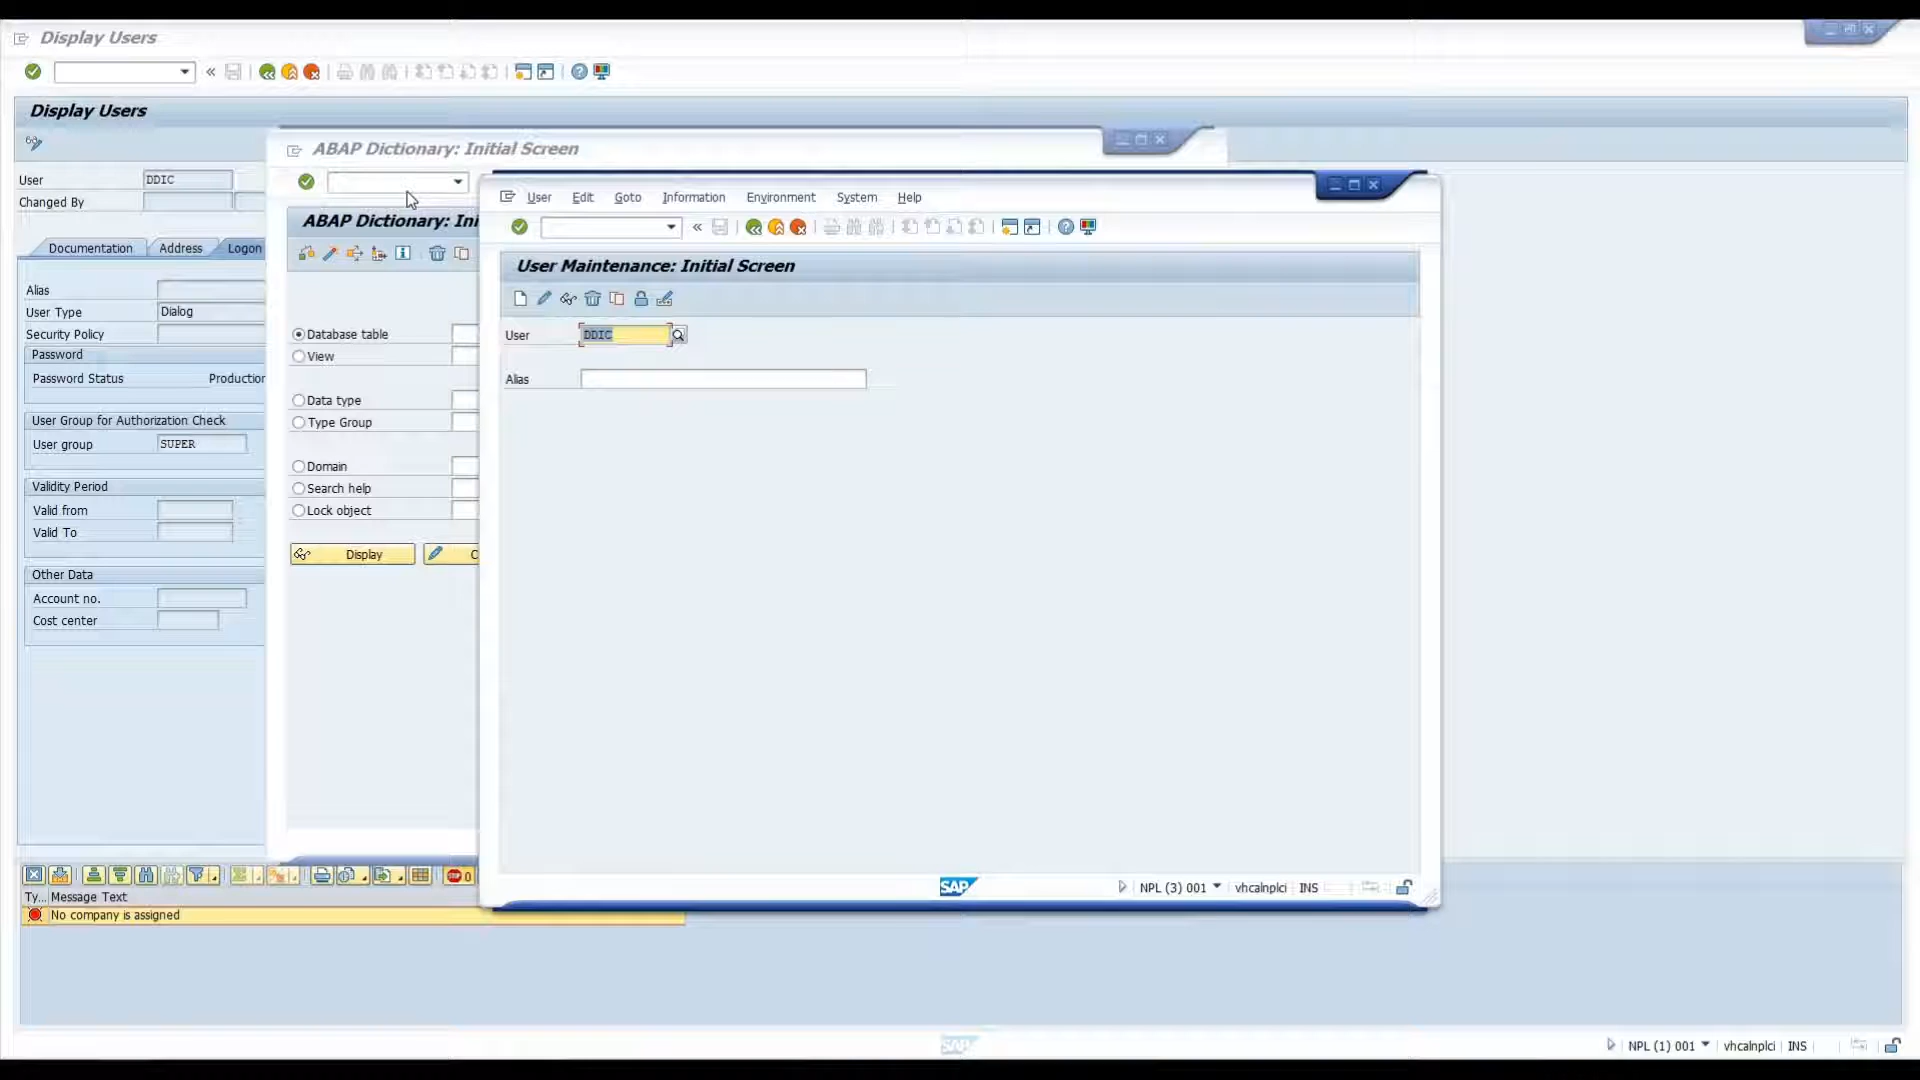 Display Users
Display Users
User DDIC
Changed By
Documentation Address Logon
Alias
User Type Dialog
Security Policy
Password
Password Status Production
User Group for Authorization Check
User group SUPER
Validity Period
Valid from
Valid To
Other Data
Account no.
Cost center
ABAP Dictionary: Initial Screen
ABAP Dictionary: Ini
Database table
View
Data type
Type Group
Domain
Search help
Lock object
Display C
User Edit Goto Information Environment System Help
User Maintenance: Initial Screen
User DDIC
Alias
SAP NPL (3) 001 vhcalnplci INS
STOP 0
Ty... Message Text
No company is assigned
SAP NPL (1) 001 vhcalnplci INS